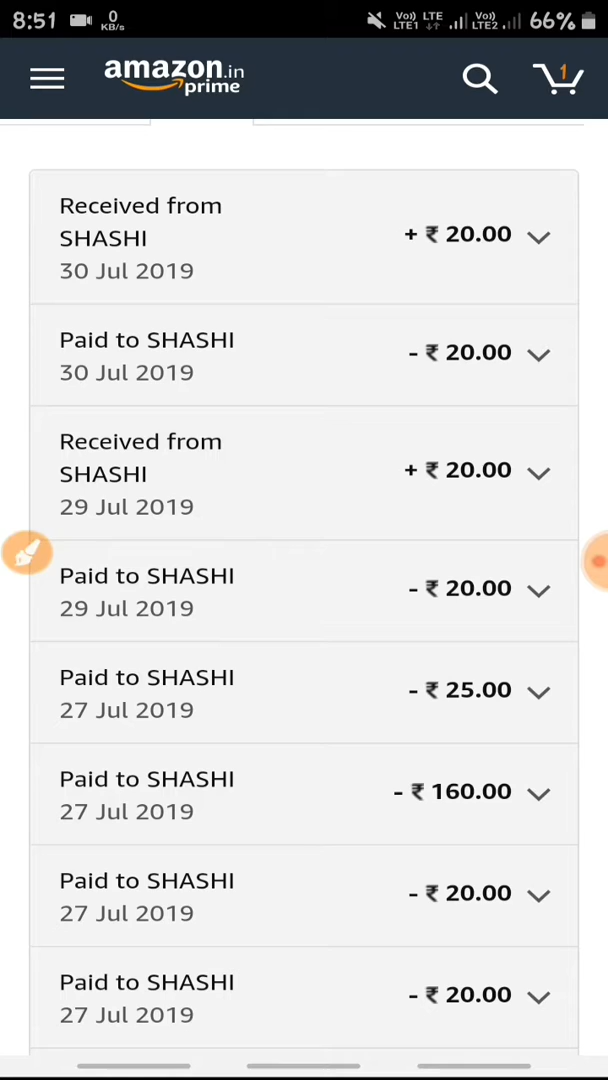 8:51 0 KB/s Vo)) LTE1 LTE Vo)) LTE2 66%
amazon.in
prime
1
Received from
SHASHI
+ ₹ 20.00
30 Jul 2019
Paid to SHASHI
- ₹ 20.00
30 Jul 2019
Received from
SHASHI
+ ₹ 20.00
29 Jul 2019
Paid to SHASHI
- ₹ 20.00
29 Jul 2019
Paid to SHASHI
- ₹ 25.00
27 Jul 2019
Paid to SHASHI
- ₹ 160.00
27 Jul 2019
Paid to SHASHI
- ₹ 20.00
27 Jul 2019
Paid to SHASHI
- ₹ 20.00
27 Jul 2019